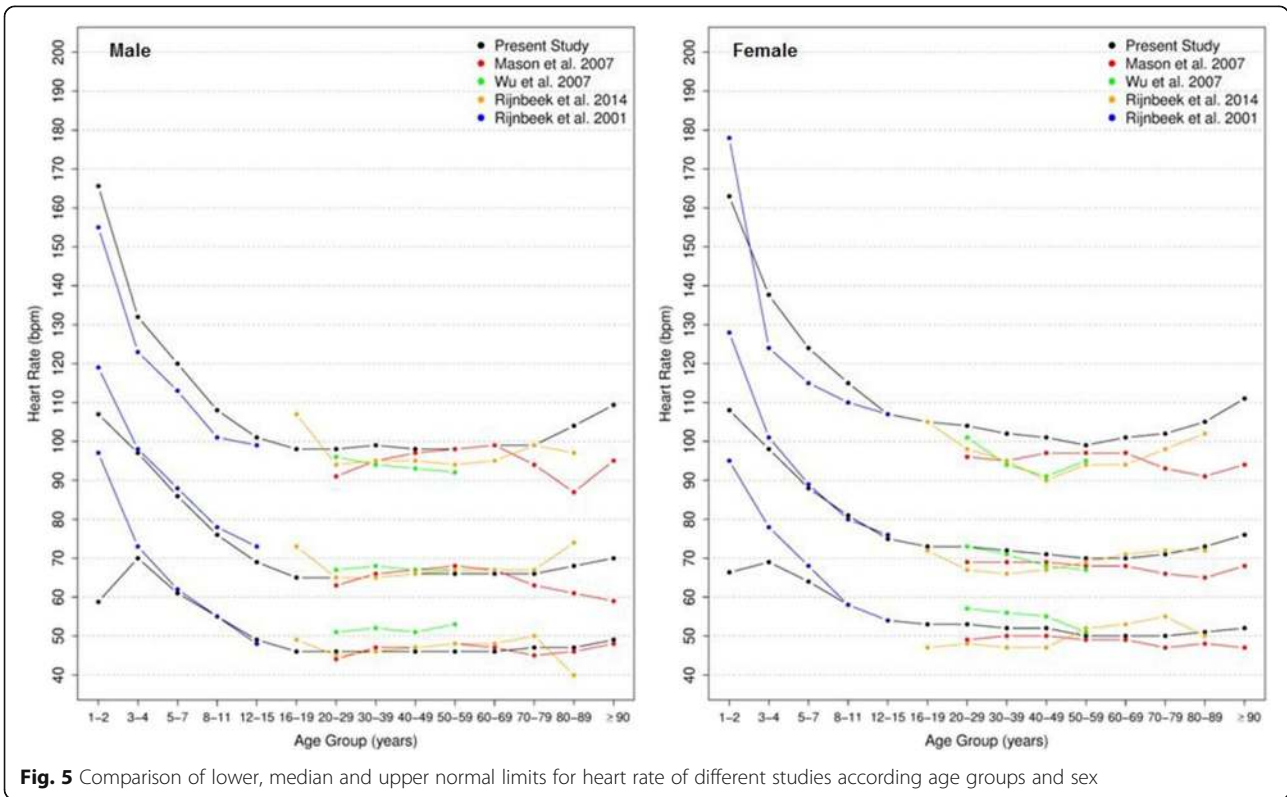 Male
Present Study
Mason et al. 2007
Wu et al. 2007
Rijnbeek et al. 2014
Rijnbeek et al. 2001
200
190
180
170
160
150
140
130
120
110
100
90
80
70
60
50
40
Heart Rate (bpm)
1–2 3–4 5–7 8–11 12–15 16–19 20–29 30–39 40–49 50–59 60–69 70–79 80–89 ≥90
Age Group (years)
Female
Present Study
Mason et al. 2007
Wu et al. 2007
Rijnbeek et al. 2014
Rijnbeek et al. 2001
200
190
180
170
160
150
140
130
120
110
100
90
80
70
60
50
40
Heart Rate (bpm)
1–2 3–4 5–7 8–11 12–15 16–19 20–29 30–39 40–49 50–59 60–69 70–79 80–89 ≥90
Age Group (years)
Fig. 5 Comparison of lower, median and upper normal limits for heart rate of different studies according age groups and sex